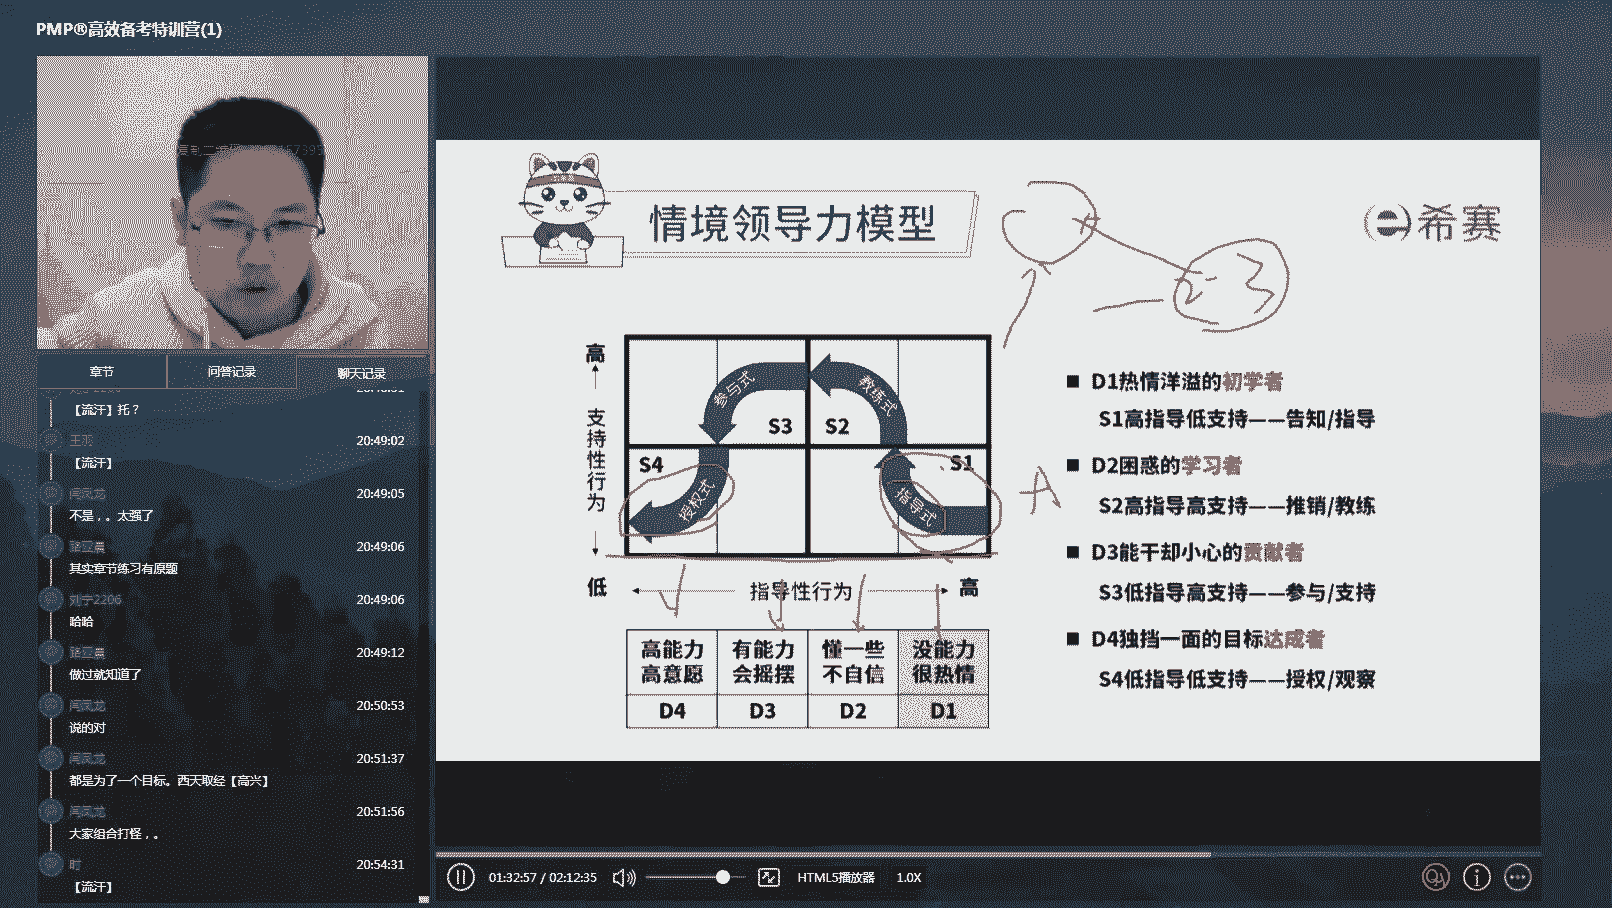 PMP®高效备考特训营(1)
章节
问答记录
聊天记录
【流汗】托？
王羽
20:49:02
【流汗】
闫凤龙
20:49:05
不是，。太强了
20:49:06
其实章节练习有原题
刘宁2206
20:49:06
哈哈
20:49:12
做过就知道了
闫凤龙
20:50:53
说的对
闫凤龙
20:51:37
都是为了一个目标。西天取经【高兴】
闫凤龙
20:51:56
大家组合打怪，。
时
20:54:31
【流汗】
情境领导力模型
希赛
2 3
A
高
支持性行为
低
参与式
教练式
S3
S2
S4
S1
授权式
指导式
指导性行为
高
高能力
高意愿
有能力
会摇摆
懂一些
不自信
没能力
很热情
D4
D3
D2
D1
■ D1热情洋溢的初学者
S1高指导低支持——告知/指导
■ D2困惑的学习者
S2高指导高支持——推销/教练
■ D3能干却小心的贡献者
S3低指导高支持——参与/支持
■ D4独挡一面的目标达成者
S4低指导低支持——授权/观察
01:32:57 / 02:12:35
HTML5播放器
1.0X